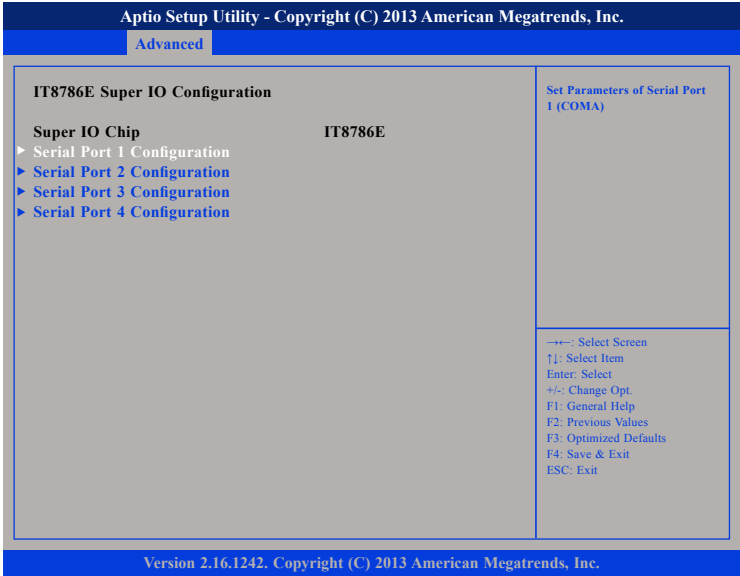 Aptio Setup Utility - Copyright (C) 2013 American Megatrends, Inc.
Advanced
IT8786E Super IO Configuration
Super IO Chip IT8786E
► Serial Port 1 Configuration
► Serial Port 2 Configuration
► Serial Port 3 Configuration
► Serial Port 4 Configuration
Set Parameters of Serial Port
1 (COMA)
→←: Select Screen
↑↓: Select Item
Enter: Select
+/-: Change Opt.
F1: General Help
F2: Previous Values
F3: Optimized Defaults
F4: Save & Exit
ESC: Exit
Version 2.16.1242. Copyright (C) 2013 American Megatrends, Inc.